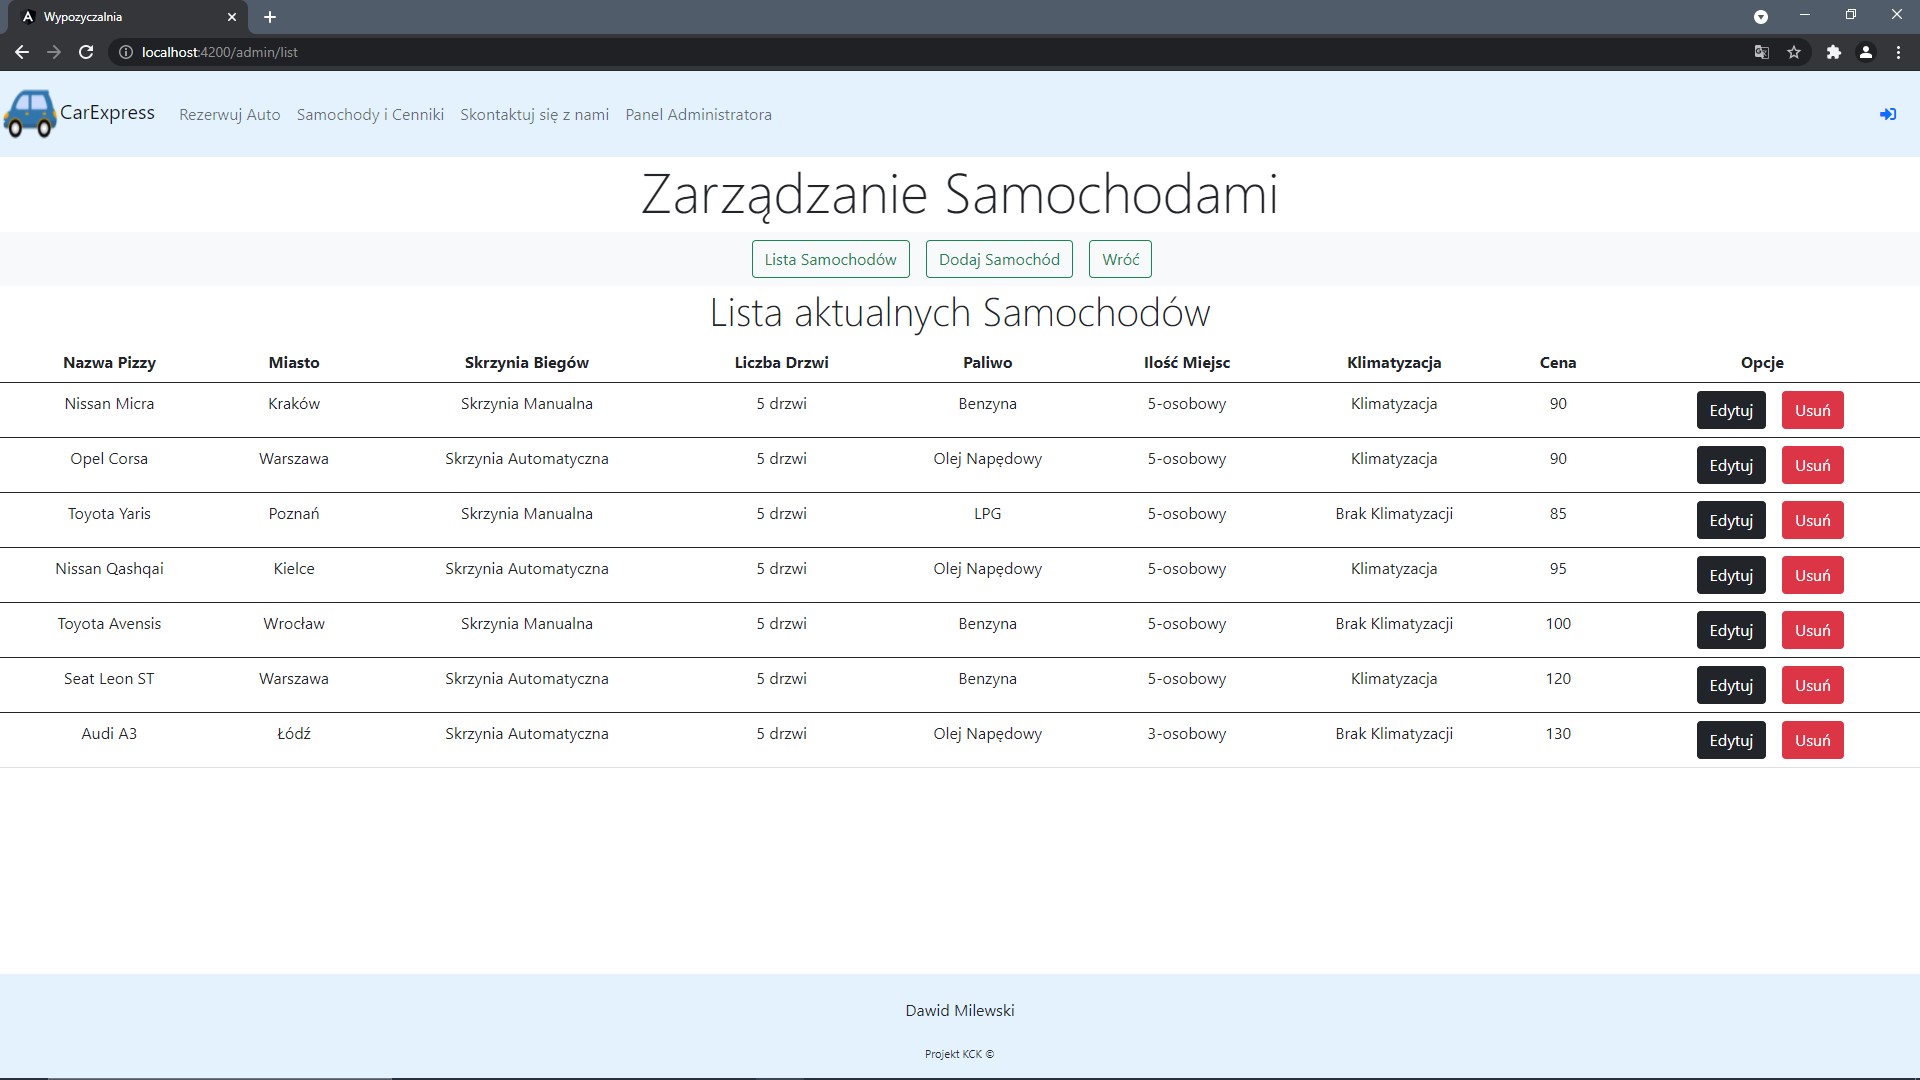 Wypozyczalnia
localhost:4200/admin/list
CarExpress Rezerwuj Auto Samochody i Cenniki Skontaktuj się z nami Panel Administratora
Zarządzanie Samochodami
Lista Samochodów Dodaj Samochód Wróć
Lista aktualnych Samochodów
Nazwa Pizzy Miasto Skrzynia Biegów Liczba Drzwi Paliwo Ilość Miejsc Klimatyzacja Cena Opcje
Nissan Micra Kraków Skrzynia Manualna 5 drzwi Benzyna 5-osobowy Klimatyzacja 90 Edytuj Usuń
Opel Corsa Warszawa Skrzynia Automatyczna 5 drzwi Olej Napędowy 5-osobowy Klimatyzacja 90 Edytuj Usuń
Toyota Yaris Poznań Skrzynia Manualna 5 drzwi LPG 5-osobowy Brak Klimatyzacji 85 Edytuj Usuń
Nissan Qashqai Kielce Skrzynia Automatyczna 5 drzwi Olej Napędowy 5-osobowy Klimatyzacja 95 Edytuj Usuń
Toyota Avensis Wrocław Skrzynia Manualna 5 drzwi Benzyna 5-osobowy Brak Klimatyzacji 100 Edytuj Usuń
Seat Leon ST Warszawa Skrzynia Automatyczna 5 drzwi Benzyna 5-osobowy Klimatyzacja 120 Edytuj Usuń
Audi A3 Łódź Skrzynia Automatyczna 5 drzwi Olej Napędowy 3-osobowy Brak Klimatyzacji 130 Edytuj Usuń
Dawid Milewski
Projekt KCK ©